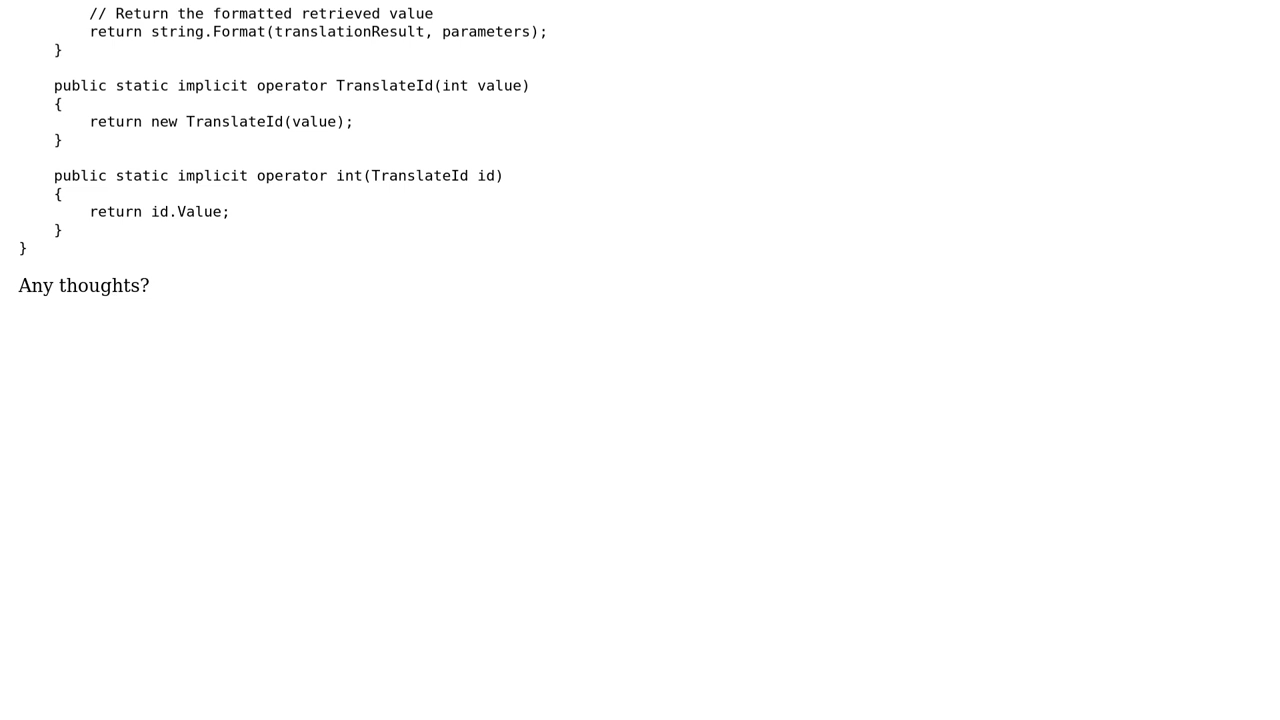 // Return the formatted retrieved value
        return string.Format(translationResult, parameters);
    }

    public static implicit operator TranslateId(int value)
    {
        return new TranslateId(value);
    }

    public static implicit operator int(TranslateId id)
    {
        return id.Value;
    }
}
Any thoughts?